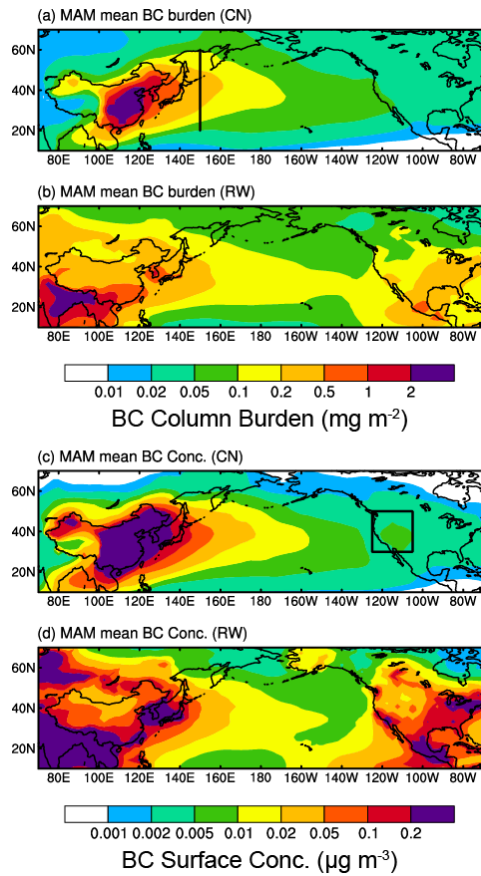 (a) MAM mean BC burden (CN)
60N
40N
20N
80E 100E 120E 140E 160E 180 160W 140W 120W 100W 80W
(b) MAM mean BC burden (RW)
60N
40N
20N
80E 100E 120E 140E 160E 180 160W 140W 120W 100W 80W
0.01 0.02 0.05 0.1 0.2 0.5 1 2
BC Column Burden (mg m-2)
(c) MAM mean BC Conc. (CN)
60N
40N
20N
80E 100E 120E 140E 160E 180 160W 140W 120W 100W 80W
(d) MAM mean BC Conc. (RW)
60N
40N
20N
80E 100E 120E 140E 160E 180 160W 140W 120W 100W 80W
0.001 0.002 0.005 0.01 0.02 0.05 0.1 0.2
BC Surface Conc. (µg m-3)